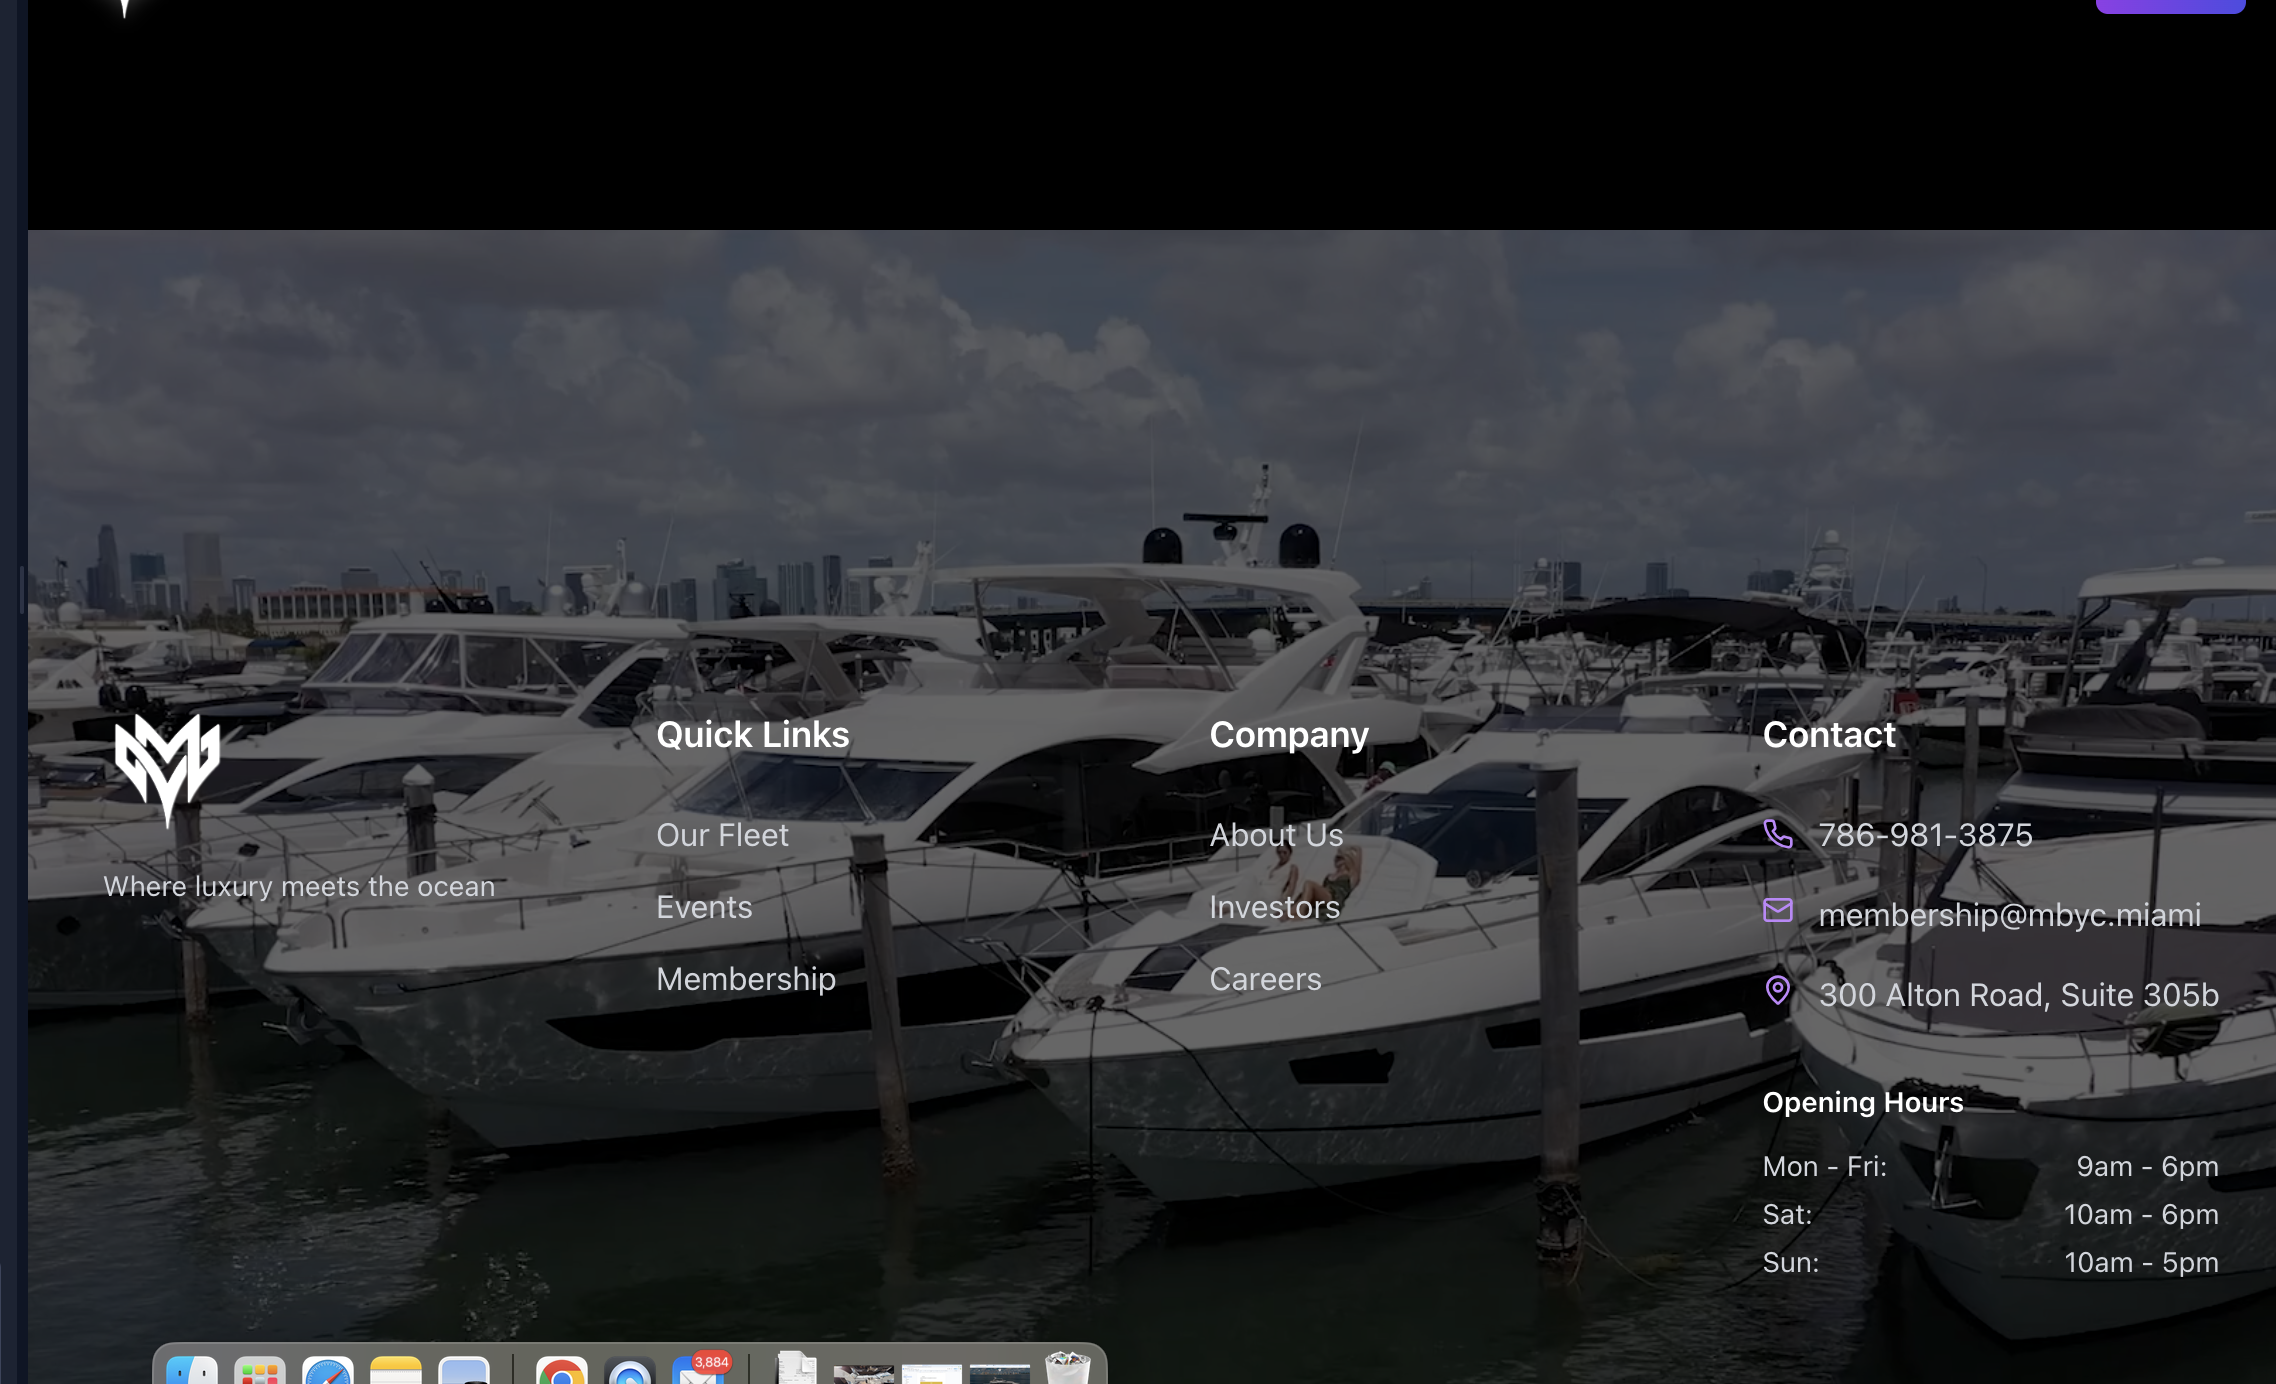 Quick Links
Our Fleet
Events
Membership
Company
About Us
Investors
Careers
Contact
786-981-3875
membership@mbyc.miami
300 Alton Road, Suite 305b
Where luxury meets the ocean
Opening Hours
Mon - Fri: 9am - 6pm
Sat: 10am - 6pm
Sun: 10am - 5pm
3,884